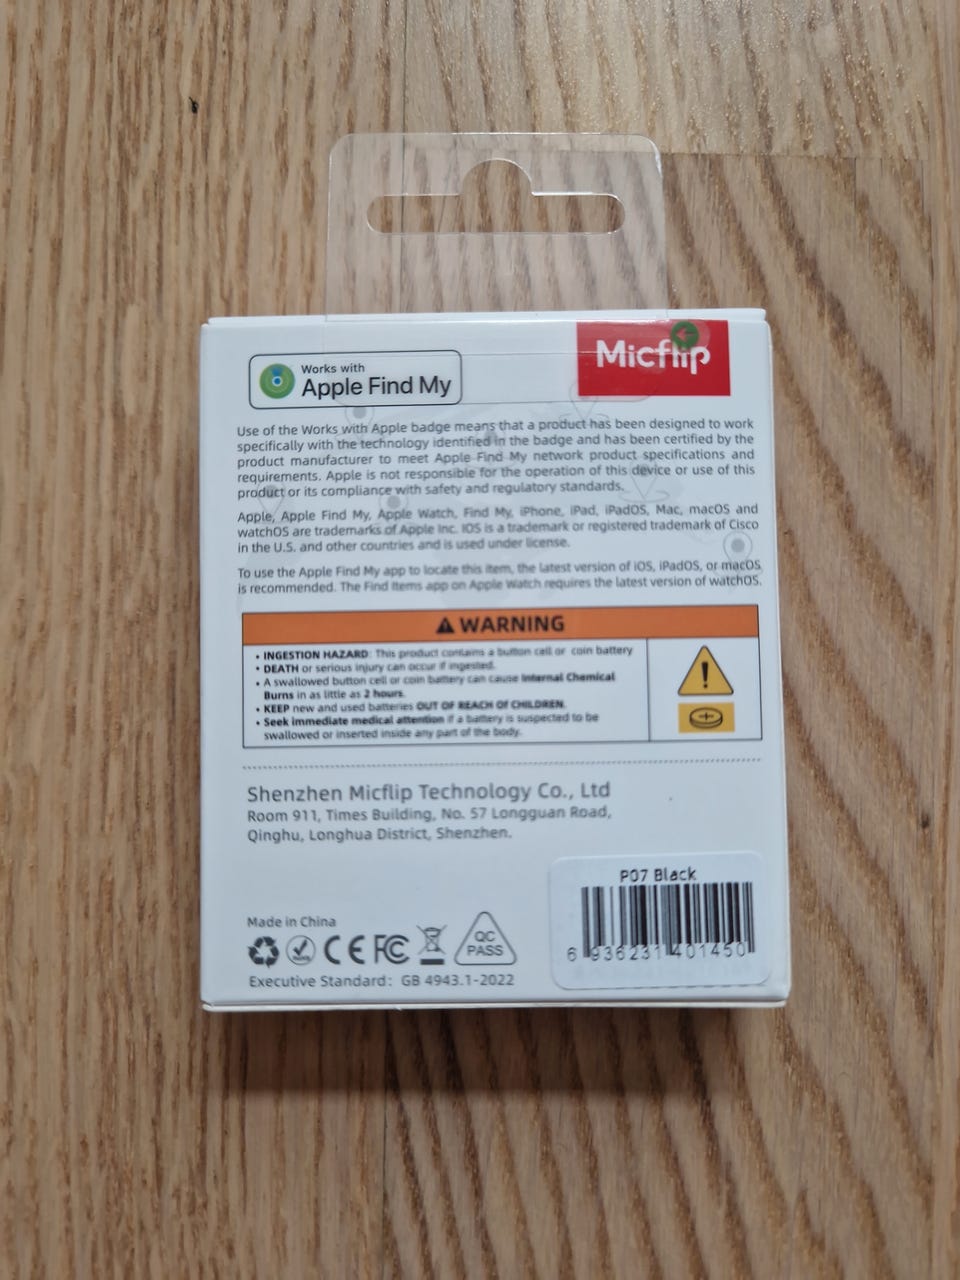 Works with
Apple Find My
Micflip
Use of the Works with Apple badge means that a product has been designed to work
specifically with the technology identified in the badge and has been certified by the
product manufacturer to meet Apple Find My network product specifications and
requirements. Apple is not responsible for the operation of this device or use of this
product or its compliance with safety and regulatory standards.
Apple, Apple Find My, Apple Watch, Find My, iPhone, iPad, iPadOS, Mac, macOS and
watchOS are trademarks of Apple Inc. IOS is a trademark or registered trademark of Cisco
in the U.S. and other countries and is used under license.
To use the Apple Find My app to locate this item, the latest version of iOS, iPadOS, or macOS
is recommended. The Find Items app on Apple Watch requires the latest version of watchOS.
WARNING
• INGESTION HAZARD: This product contains a button cell or coin battery
• DEATH or serious injury can occur if ingested.
• A swallowed button cell or coin battery can cause Internal Chemical
Burns in as little as 2 hours.
• KEEP new and used batteries OUT OF REACH OF CHILDREN.
• Seek immediate medical attention if a battery is suspected to be
swallowed or inserted inside any part of the body.
Shenzhen Micflip Technology Co., Ltd
Room 911, Times Building, No. 57 Longguan Road,
Qinghu, Longhua District, Shenzhen.
P07 Black
6 936231 401450
Made in China
CE FC QC
PASS
Executive Standard: GB 4943.1-2022